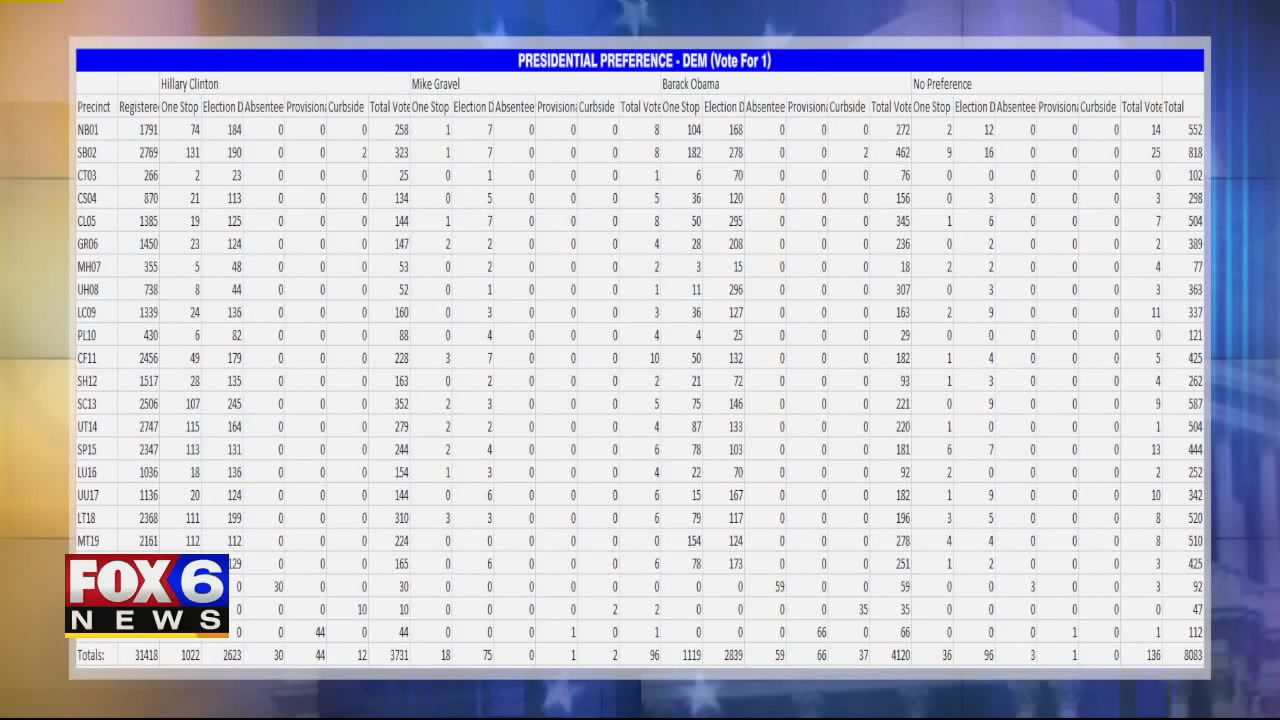 PRESIDENTIAL PREFERENCE - DEM (Vote For 1)
Hillary Clinton Mike Gravel Barack Obama No Preference
Precinct Registere One Stop Election D Absentee Provisiona Curbside Total Vote One Stop Election D Absentee Provisiona Curbside Total Vote One Stop Election D Absentee Provisiona Curbside Total Vote One Stop Election D Absentee Provisiona Curbside Total Vote Total
NB01 1791 74 184 0 0 0 258 1 7 0 0 0 8 104 168 0 0 0 272 2 12 0 0 0 14 552
SB02 2769 131 190 0 0 2 323 1 7 0 0 0 8 182 278 0 0 2 462 9 16 0 0 0 25 818
CT03 266 2 23 0 0 0 25 0 1 0 0 0 1 6 70 0 0 0 76 0 0 0 0 0 0 102
CS04 870 21 113 0 0 0 134 0 5 0 0 0 5 36 120 0 0 0 156 0 3 0 0 0 3 298
CL05 1385 19 125 0 0 0 144 1 7 0 0 0 8 50 295 0 0 0 345 1 6 0 0 0 7 504
GR06 1450 23 124 0 0 0 147 2 2 0 0 0 4 28 208 0 0 0 236 0 2 0 0 0 2 389
MH07 355 5 48 0 0 0 53 0 2 0 0 0 2 3 15 0 0 0 18 2 2 0 0 0 4 77
UH08 738 8 44 0 0 0 52 0 1 0 0 0 1 11 296 0 0 0 307 0 3 0 0 0 3 363
LC09 1339 24 136 0 0 0 160 0 3 0 0 0 3 36 127 0 0 0 163 2 9 0 0 0 11 337
PL10 430 6 82 0 0 0 88 0 4 0 0 0 4 4 25 0 0 0 29 0 0 0 0 0 0 121
CF11 2456 49 179 0 0 0 228 3 7 0 0 0 10 50 132 0 0 0 182 1 4 0 0 0 5 425
SH12 1517 28 135 0 0 0 163 0 2 0 0 0 2 21 72 0 0 0 93 1 3 0 0 0 4 262
SC13 2506 107 245 0 0 0 352 2 3 0 0 0 5 75 146 0 0 0 221 0 9 0 0 0 9 587
UT14 2747 115 164 0 0 0 279 2 2 0 0 0 4 87 133 0 0 0 220 1 0 0 0 0 1 504
SP15 2347 113 131 0 0 0 244 2 4 0 0 0 6 78 103 0 0 0 181 6 7 0 0 0 13 444
LU16 1036 18 136 0 0 0 154 1 3 0 0 0 4 22 70 0 0 0 92 2 0 0 0 0 2 252
UU17 1136 20 124 0 0 0 144 0 6 0 0 0 6 15 167 0 0 0 182 1 9 0 0 0 10 342
LT18 2368 111 199 0 0 0 310 3 3 0 0 0 6 79 117 0 0 0 196 3 5 0 0 0 8 520
MT19 2161 112 112 0 0 0 224 0 0 0 0 0 0 154 124 0 0 0 278 4 4 0 0 0 8 510
129 0 0 0 165 0 6 0 0 0 6 78 173 0 0 0 251 1 2 0 0 0 3 425
0 30 0 0 30 0 0 0 0 0 0 0 0 59 0 0 59 0 0 3 0 0 3 92
0 0 0 10 10 0 0 0 0 2 2 0 0 0 0 35 35 0 0 0 0 0 0 47
0 0 44 0 44 0 0 0 1 0 1 0 0 0 66 0 66 0 0 0 1 0 1 112
Totals: 31418 1022 2623 30 44 12 3731 18 75 0 1 2 96 1119 2839 59 66 37 4120 36 96 3 1 0 136 8083
FOX 6
NEWS